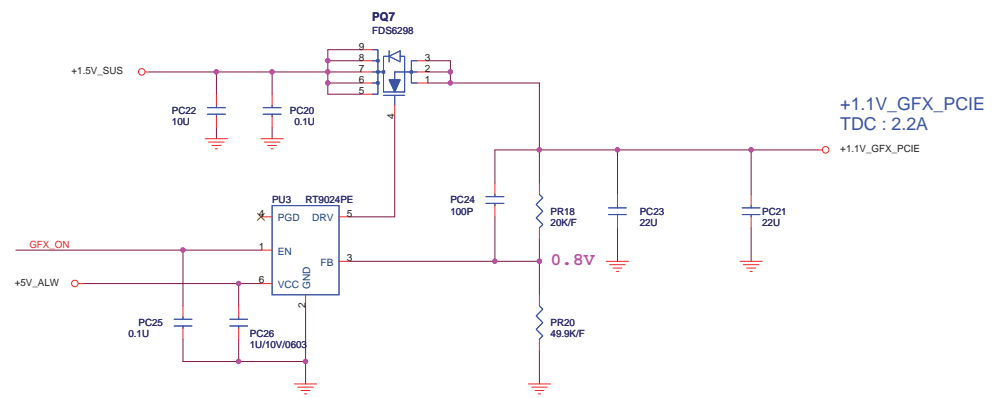 PQ7
FDS6298
9
8
7
6
5
3
2
1
4
+1.5V_SUS
PC22
10U
PC20
0.1U
+1.1V_GFX_PCIE
TDC : 2.2A
+1.1V_GFX_PCIE
PC24
100P
PR18
20K/F
PC23
22U
PC21
22U
PU3 RT9024PE
4 PGD DRV 5
GFX_ON
1 EN
FB 3
0.8V
+5V_ALW
6 VCC GND
2
PC25
0.1U
PC26
1U/10V/0603
PR20
49.9K/F